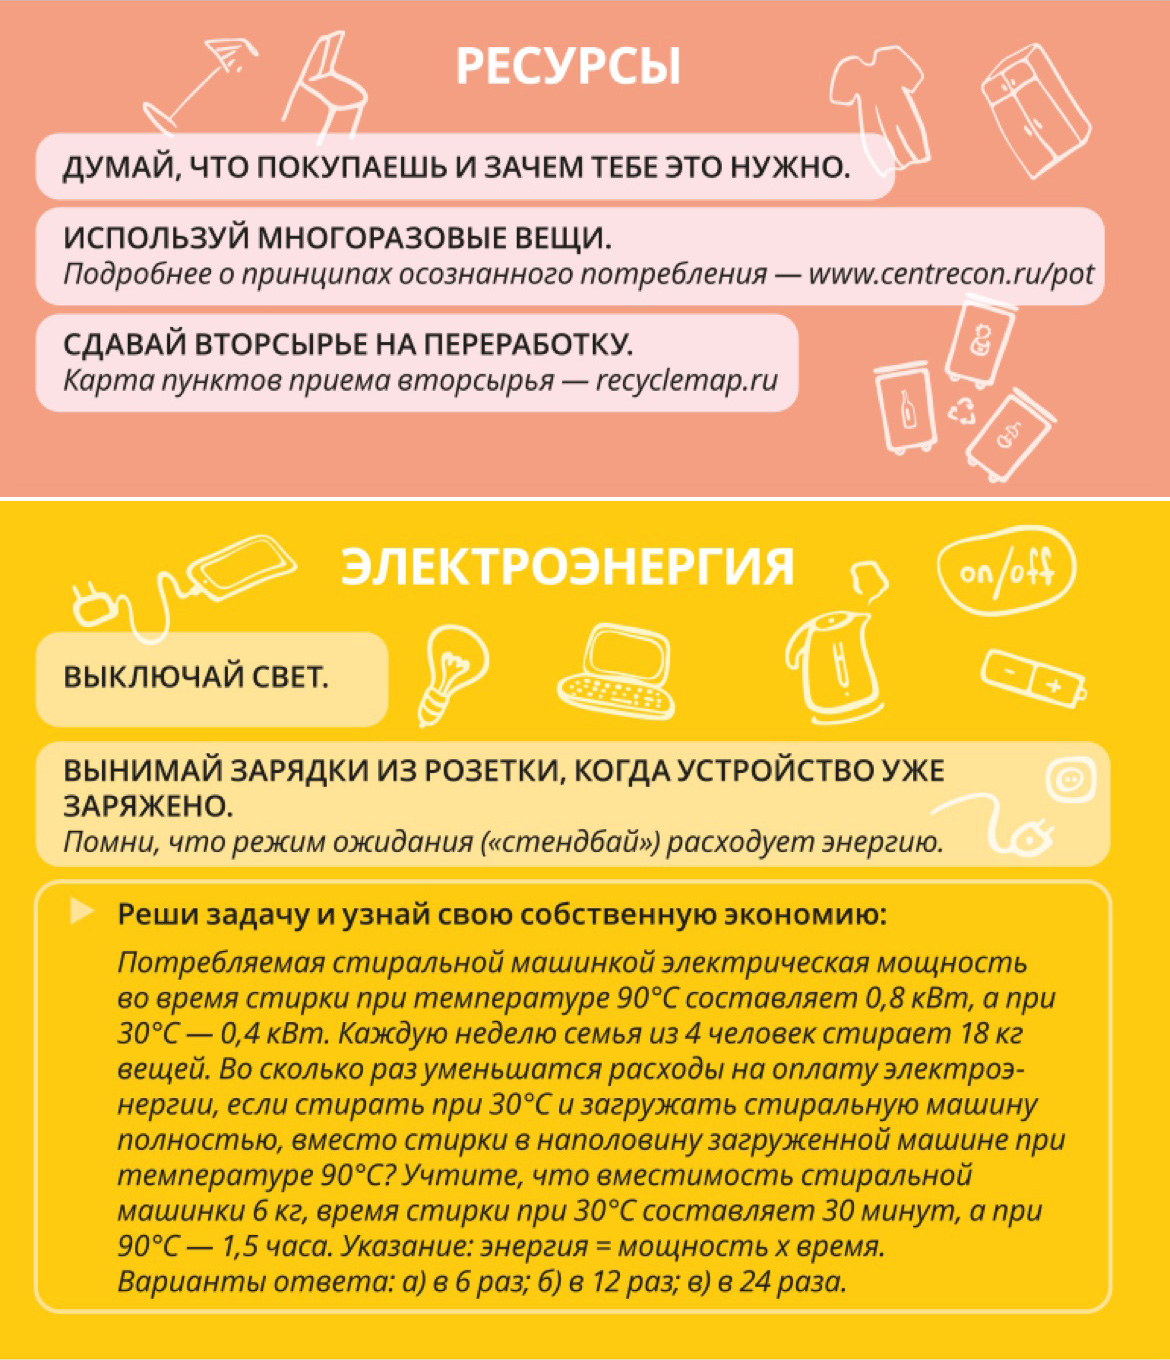 РЕСУРСЫ
ДУМАЙ, ЧТО ПОКУПАЕШЬ И ЗАЧЕМ ТЕБЕ ЭТО НУЖНО.
ИСПОЛЬЗУЙ МНОГОРАЗОВЫЕ ВЕЩИ.
Подробнее о принципах осознанного потребления — www.centrecon.ru/pot
СДАВАЙ ВТОРСЫРЬЕ НА ПЕРЕРАБОТКУ.
Карта пунктов приема вторсырья — recyclemap.ru
ЭЛЕКТРОЭНЕРГИЯ
on/off
ВЫКЛЮЧАЙ СВЕТ.
- +
ВЫНИМАЙ ЗАРЯДКИ ИЗ РОЗЕТКИ, КОГДА УСТРОЙСТВО УЖЕ
ЗАРЯЖЕНО.
Помни, что режим ожидания («стендбай») расходует энергию.
Реши задачу и узнай свою собственную экономию:
Потребляемая стиральной машинкой электрическая мощность
во время стирки при температуре 90°С составляет 0,8 кВт, а при
30°С — 0,4 кВт. Каждую неделю семья из 4 человек стирает 18 кг
вещей. Во сколько раз уменьшатся расходы на оплату электроэ-
нергии, если стирать при 30°С и загружать стиральную машину
полностью, вместо стирки в наполовину загруженной машине при
температуре 90°С? Учтите, что вместимость стиральной
машинки 6 кг, время стирки при 30°С составляет 30 минут, а при
90°С — 1,5 часа. Указание: энергия = мощность х время.
Варианты ответа: а) в 6 раз; б) в 12 раз; в) в 24 раза.